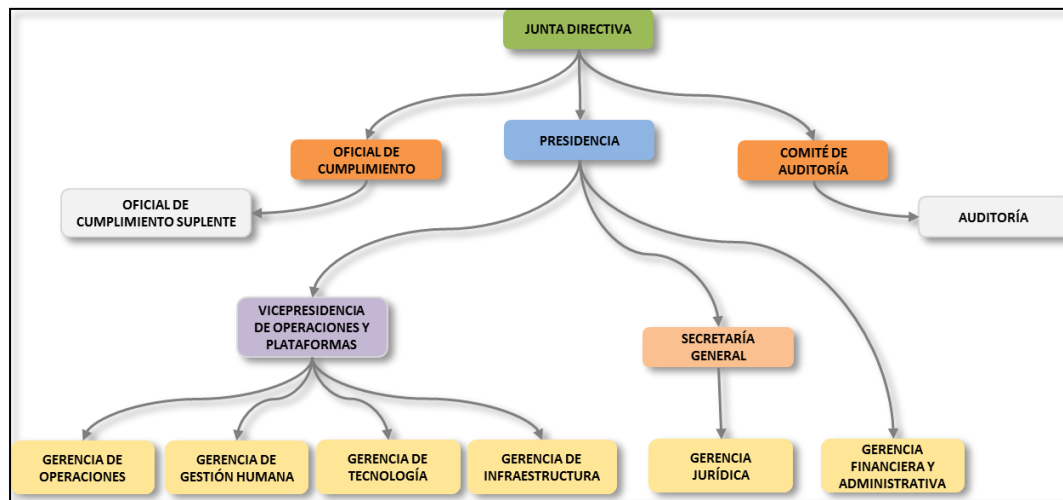 JUNTA DIRECTIVA
OFICIAL DE
CUMPLIMIENTO
PRESIDENCIA
COMITÉ DE
AUDITORÍA
OFICIAL DE
CUMPLIMIENTO SUPLENTE
AUDITORÍA
VICEPRESIDENCIA
DE OPERACIONES Y
PLATAFORMAS
SECRETARÍA
GENERAL
GERENCIA DE
OPERACIONES
GERENCIA DE
GESTIÓN HUMANA
GERENCIA DE
TECNOLOGÍA
GERENCIA DE
INFRAESTRUCTURA
GERENCIA
JURÍDICA
GERENCIA
FINANCIERA Y
ADMINISTRATIVA